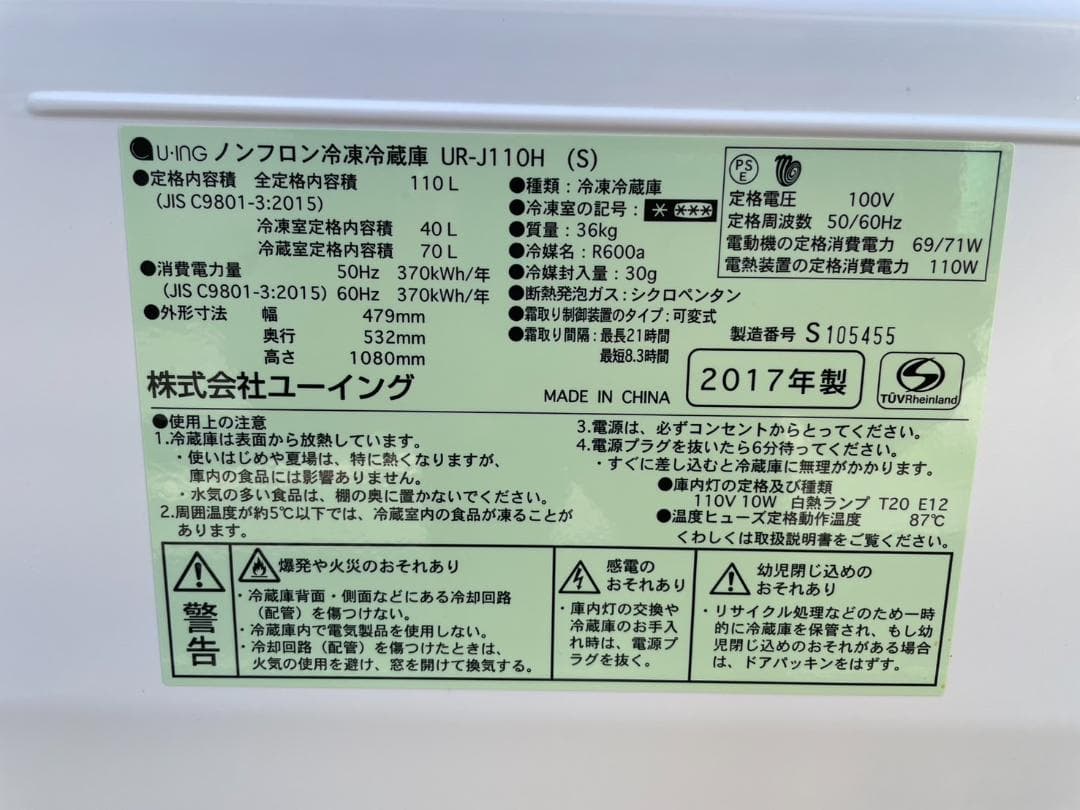 U·ING ノンフロン冷凍冷蔵庫 UR-J110H (S)
●定格内容積 全定格内容積 110 L
(JIS C9801-3:2015)
冷凍室定格内容積 40 L
冷蔵室定格内容積 70 L
●消費電力量 50Hz 370kWh/年
(JIS C9801-3:2015) 60Hz 370kWh/年
●外形寸法 幅 479mm
奥行 532mm
高さ 1080mm
株式会社ユーイング
●種類:冷凍冷蔵庫
●冷凍室の記号:* ***
●質量:36kg
●冷媒名:R600a
●冷媒封入量:30g
●断熱発泡ガス:シクロペンタン
●霜取り制御装置のタイプ:可変式
●霜取り間隔:最長21時間
最短8.3時間
PS
E
定格電圧 100V
定格周波数 50/60Hz
電動機の定格消費電力 69/71W
電熱装置の定格消費電力 110W
製造番号 S105455
MADE IN CHINA
2017年製
TÜVRheinland
●使用上の注意
1.冷蔵庫は表面から放熱しています。
・使いはじめや夏場は、特に熱くなりますが、
庫内の食品には影響ありません。
・水気の多い食品は、棚の奥に置かないでください。
2.周囲温度が約5℃以下では、冷蔵室内の食品が凍ることが
あります。
3.電源は、必ずコンセントからとってください。
4.電源プラグを抜いたら6分待ってください。
・すぐに差し込むと冷蔵庫に無理がかかります。
●庫内灯の定格及び種類
110V 10W 白熱ランプ T20 E12
●温度ヒューズ定格動作温度 87℃
くわしくは取扱説明書をご覧ください。
警告
爆発や火災のおそれあり
・冷蔵庫背面・側面などにある冷却回路
(配管)を傷つけない。
・冷蔵庫内で電気製品を使用しない。
・冷却回路(配管)を傷つけたときは、
火気の使用を避け、窓を開けて換気する。
感電の
おそれあり
・庫内灯の交換や
冷蔵庫のお手入
れ時は、電源プ
ラグを抜く。
幼児閉じ込めの
おそれあり
・リサイクル処理などのため一時
的に冷蔵庫を保管され、もし幼
児閉じ込めのおそれがある場合
は、ドアパッキンをはずす。